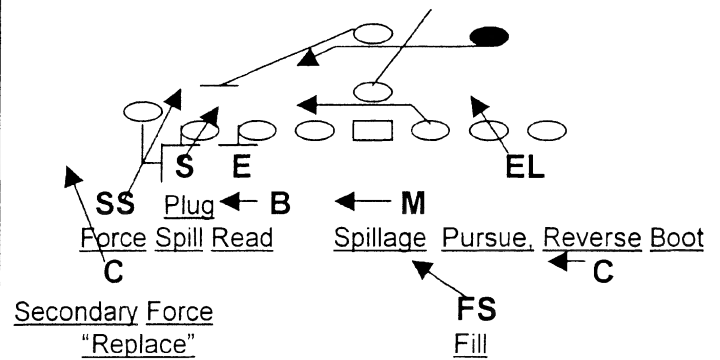 S E EL
SS Plug B M
Force Spill Read Spillage Pursue, Reverse Boot
C C
Secondary Force FS
"Replace" Fill